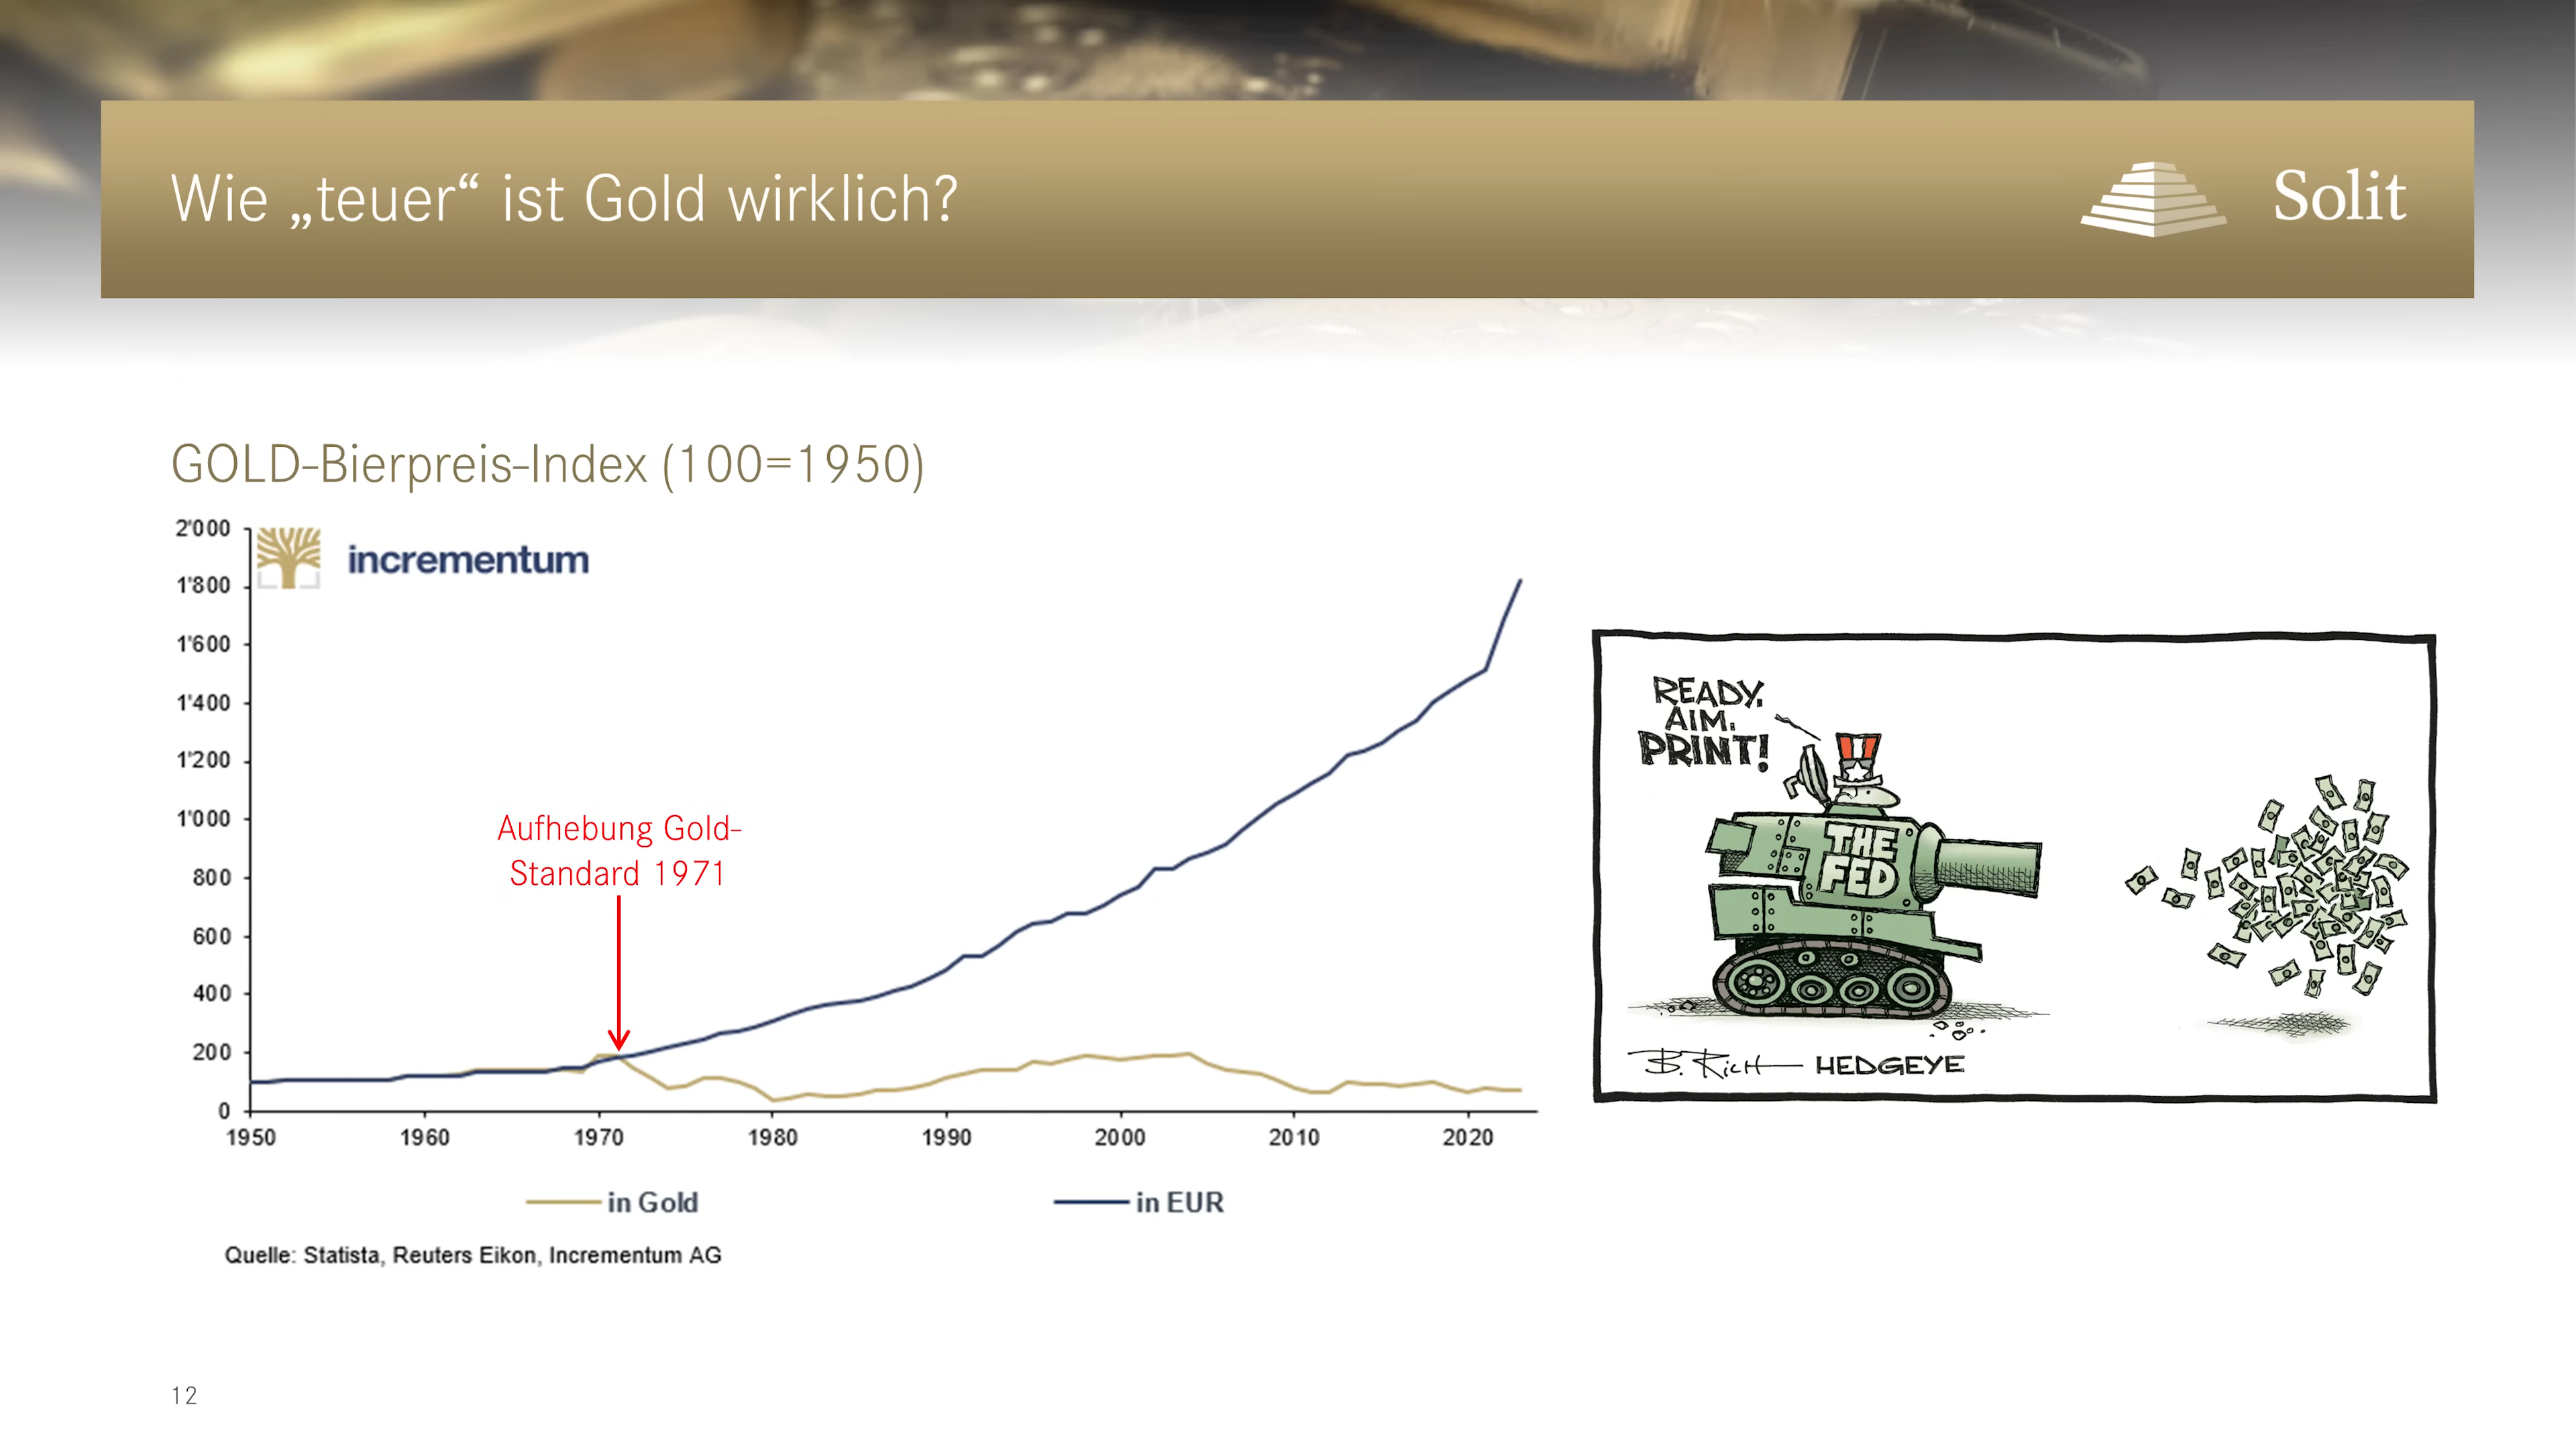 Wie „teuer“ ist Gold wirklich?
Solit
GOLD-Bierpreis-Index (100=1950)
incrementum
2'000
1'800
1'600
1'400
1'200
1'000
800
600
400
200
0
Aufhebung Gold-
Standard 1971
1950 1960 1970 1980 1990 2000 2010 2020
in Gold in EUR
Quelle: Statista, Reuters Eikon, Incrementum AG
READY.
AIM.
PRINT!
THE
FED
B. Rich HEDGEYE
12